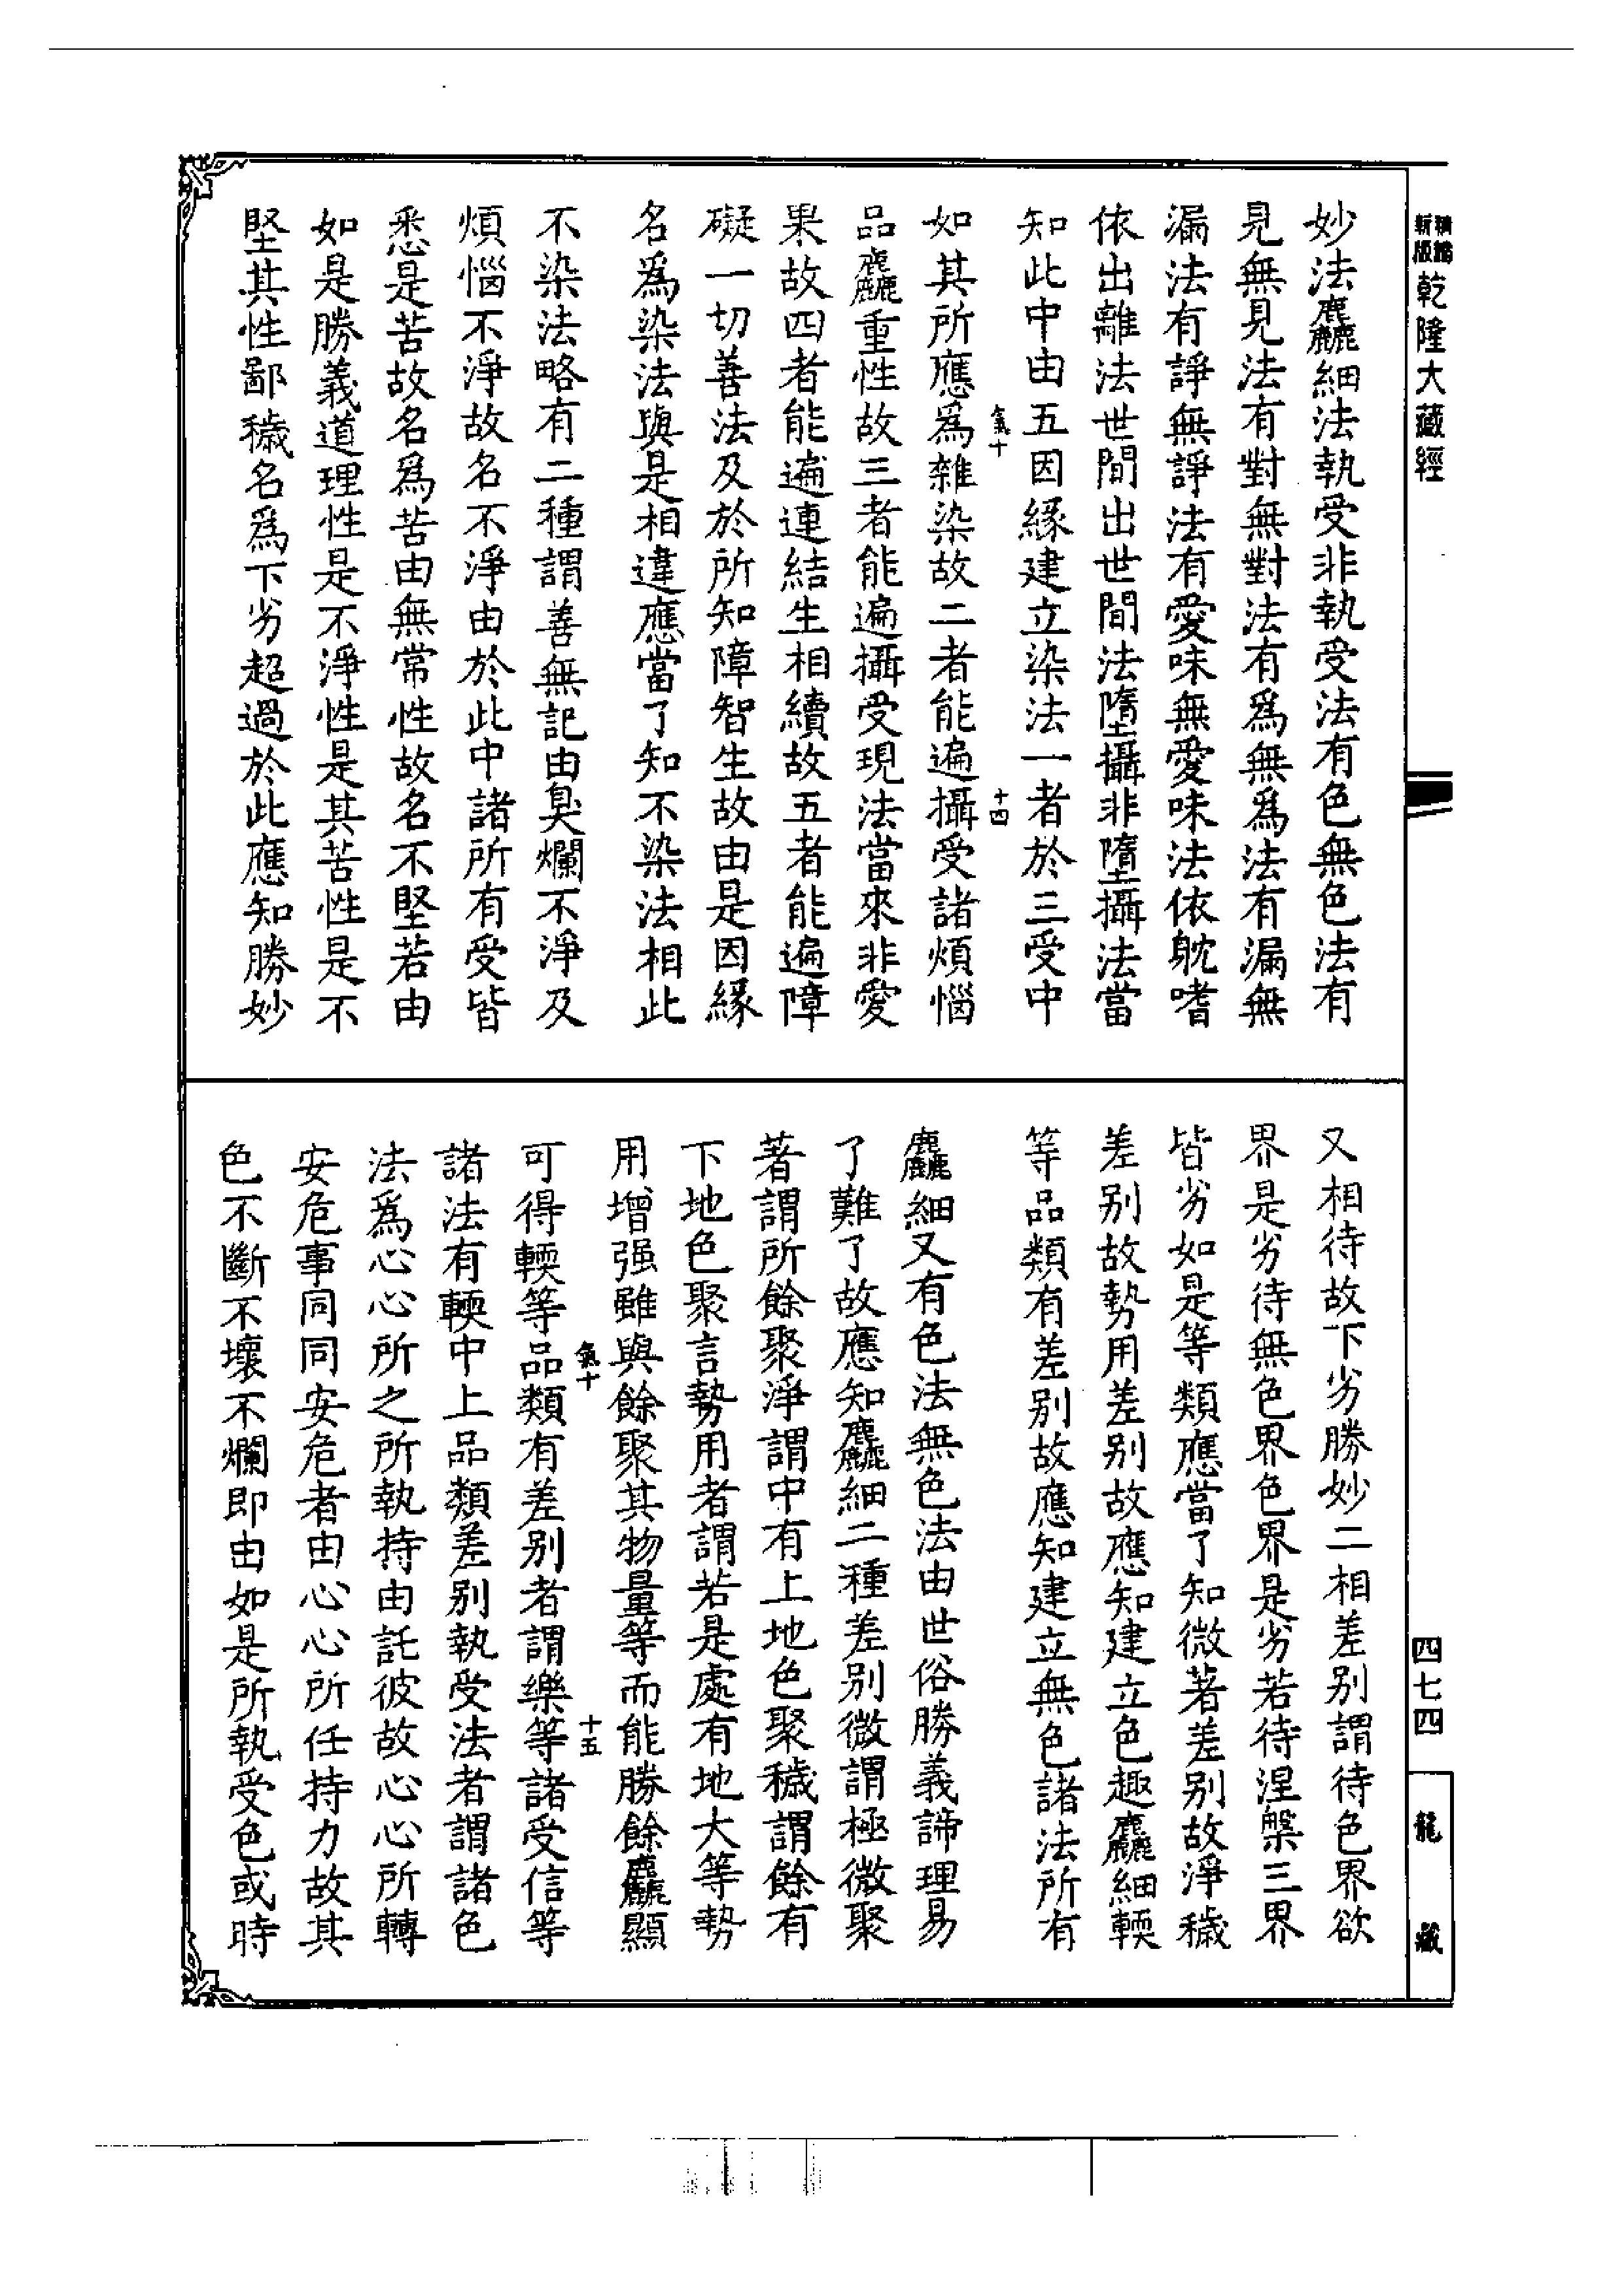 精編新版乾隆大藏經
妙法麤細法執受非執受法有色無色法有
見無見法有對無對法有爲無爲法有漏無
漏法有諍無諍法有愛味無愛味法依躭嗜
依出離法世間出世間法墮攝非墮攝法當
知此中由五因緣建立染法一者於三受中
氣十
十四
如其所應爲雜染故二者能遍攝受諸煩惱
品麤重性故三者能遍攝受現法當來非愛
果故四者能遍連結生相續故五者能遍障
礙一切善法及於所知障智生故由是因緣
名爲染法與是相違應當了知不染法相此
不染法略有二種謂善無記由臭爛不淨及
煩惱不淨故名不淨由於此中諸所有受皆
悉是苦故名爲苦由無常性故名不堅若由
如是勝義道理性是不淨性是其苦性是不
堅其性鄙穢名爲下劣超過於此應知勝妙
又相待故下劣勝妙二相差別謂待色界欲
界是劣待無色界色界是劣若待涅槃三界
皆劣如是等類應當了知微著差別故淨穢
差别故勢用差别故應知建立色趣麤細輭
等品類有差别故應知建立無色諸法所有
麤細又有色法無色法由世俗勝義諦理易
了難了故應知麤細二種差别微謂極微聚
著謂所餘聚淨謂中有上地色聚穢謂餘有
下地色聚言勢用者謂若是處有地大等勢
用增强雖與餘聚其物量等而能勝餘麤顯
氣十
十五
可得輭等品類有差别者謂樂等諸受信等
諸法有輭中上品類差别執受法者謂諸色
法爲心心所之所執持由託彼故心心所轉
安危事同同安危者由心心所任持力故其
色不斷不壞不爛即由如是所執受色或時
四七四
龍藏